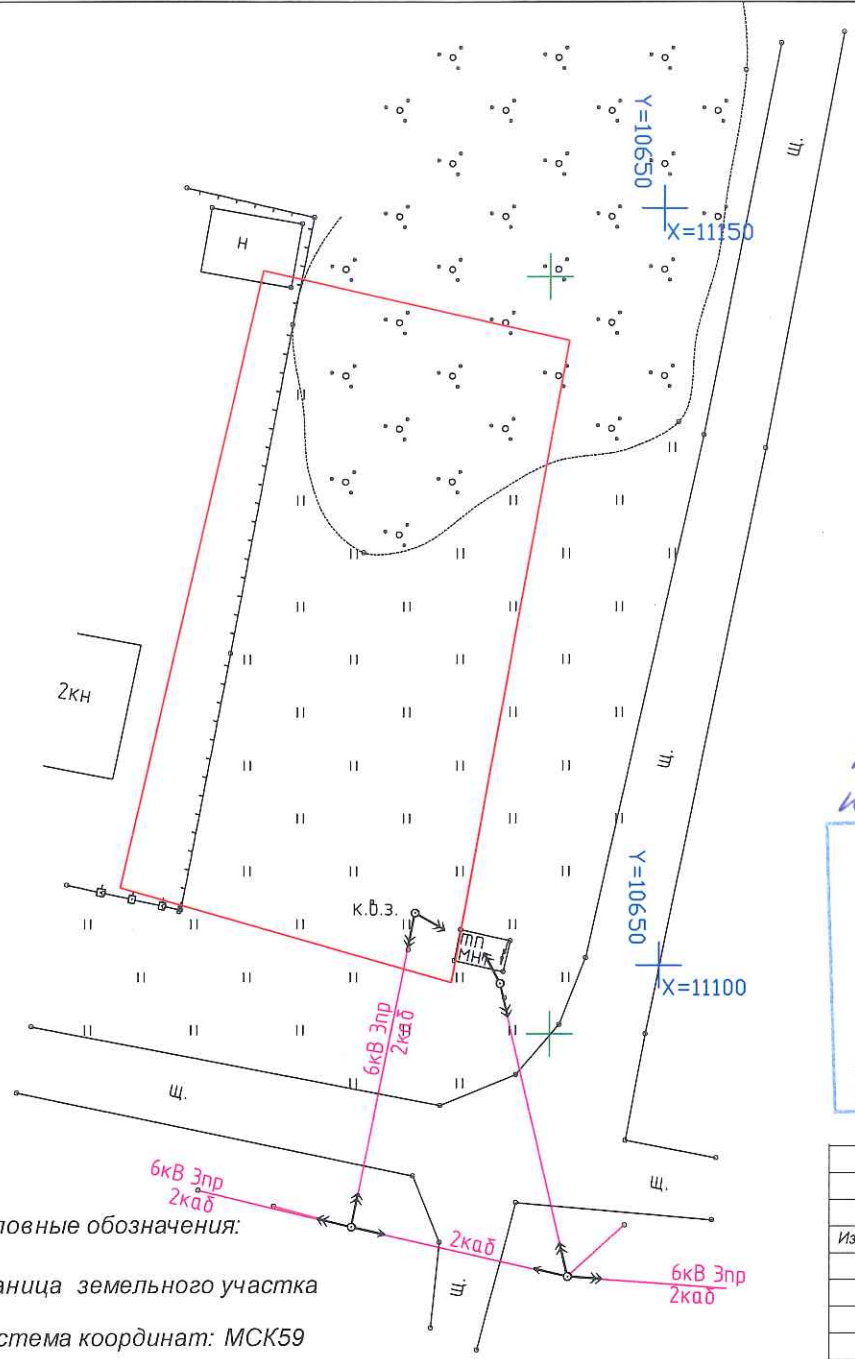 щ.
Y=10650
X=11150
Н
2кн
щ.
Y=10650
X=11100
к.в.з.
тп
мн
6кВ 3пр
2каб
щ.
щ.
6кВ 3пр
2каб
2каб
щ.
6кВ 3пр
2каб
ловные обозначения:
аница земельного участка
стема координат: МСК59
Из